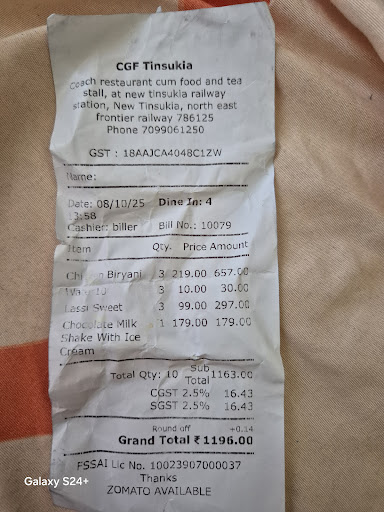 CGF Tinsukia
Coach restaurant cum food and tea
stall, at new tinsukia railway
station, New Tinsukia, north east
frontier railway 786125
Phone 7099061250
GST : 18AAJCA4048C1ZW
Name:
Date: 08/10/25 Dine In: 4
13:58
Cashier: biller Bill No.: 10079
Item Qty. Price Amount
Biryani 3 219.00 657.00
3 10.00 30.00
Lassi Sweet 3 99.00 297.00
Chocolate Milk 1 179.00 179.00
Shake With Ice
Cream
Total Qty: 10 Sub Total 1163.00
CGST 2.5% 16.43
SGST 2.5% 16.43
Round off +0.14
Grand Total ₹ 1196.00
FSSAI Lic No. 10023907000037
Thanks
ZOMATO AVAILABLE
Galaxy S24+